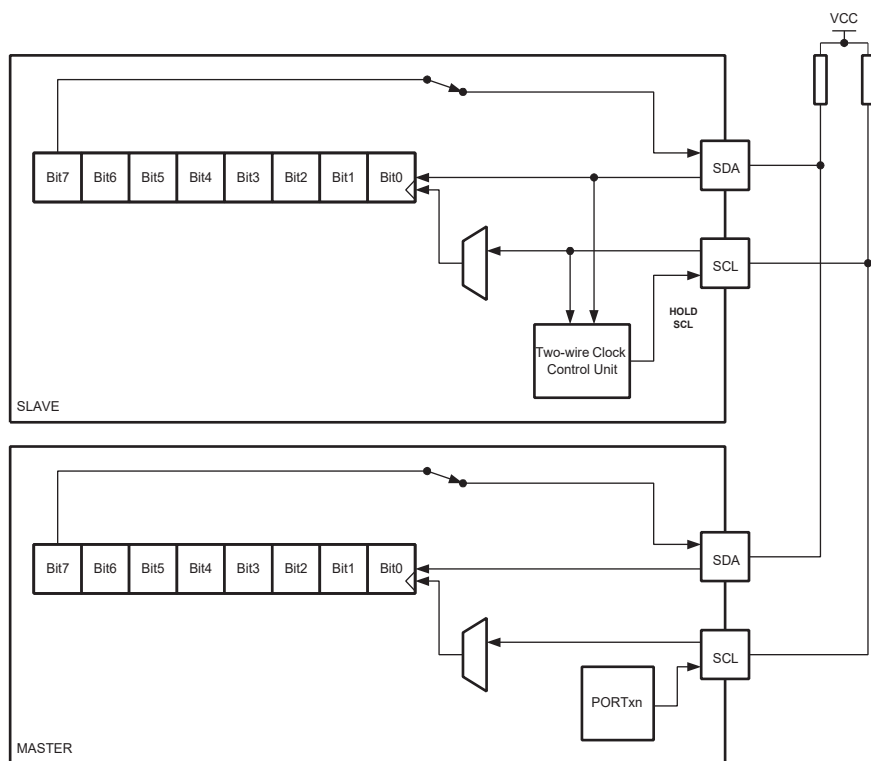 VCC
Bit7 Bit6 Bit5 Bit4 Bit3 Bit2 Bit1 Bit0
SDA
SCL
HOLD
SCL
Two-wire Clock
Control Unit
SLAVE
Bit7 Bit6 Bit5 Bit4 Bit3 Bit2 Bit1 Bit0
SDA
SCL
PORTxn
MASTER